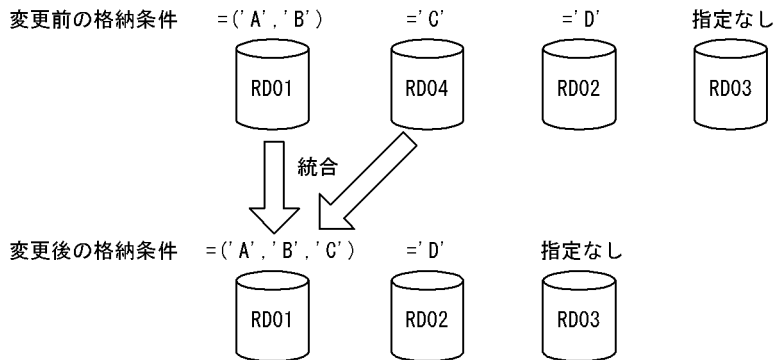 変更前の格納条件 =('A','B') ='C' ='D' 指定なし
RD01 RD04 RD02 RD03
統合
変更後の格納条件 =('A','B','C') ='D' 指定なし
RD01 RD02 RD03